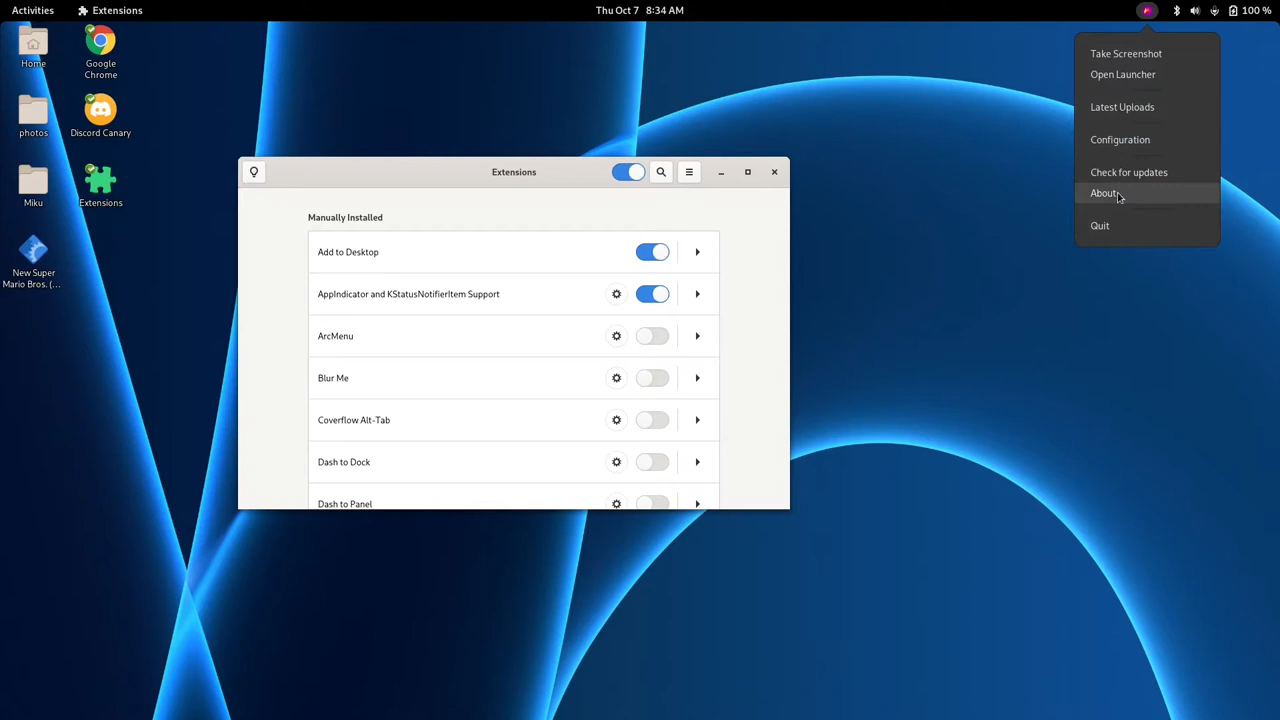 Activities
Extensions
Thu Oct 7 8:34 AM
100 %
Home
Google
Chrome
photos
Discord Canary
Miku
Extensions
New Super
Mario Bros. (...
Extensions
Manually Installed
Add to Desktop
AppIndicator and KStatusNotifierItem Support
ArcMenu
Blur Me
Coverflow Alt-Tab
Dash to Dock
Dash to Panel
Take Screenshot
Open Launcher
Latest Uploads
Configuration
Check for updates
About
Quit